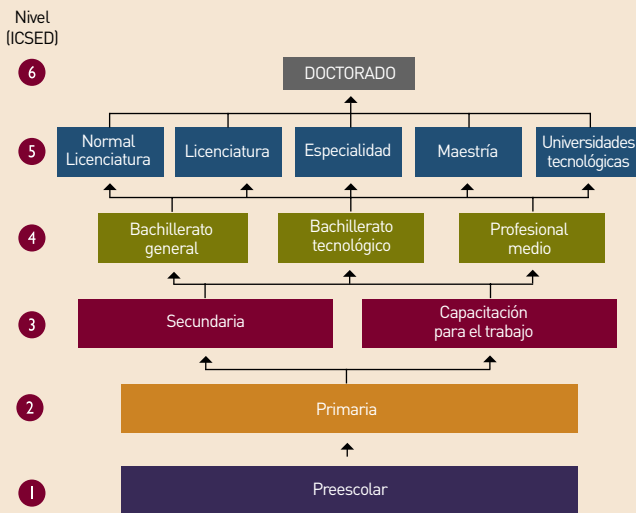 Nivel
(ICSED)
6
DOCTORADO
5
Normal
Licenciatura
Licenciatura
Especialidad
Maestría
Universidades
tecnológicas
4
Bachillerato
general
Bachillerato
tecnológico
Profesional
medio
3
Secundaria
Capacitación
para el trabajo
2
Primaria
1
Preescolar